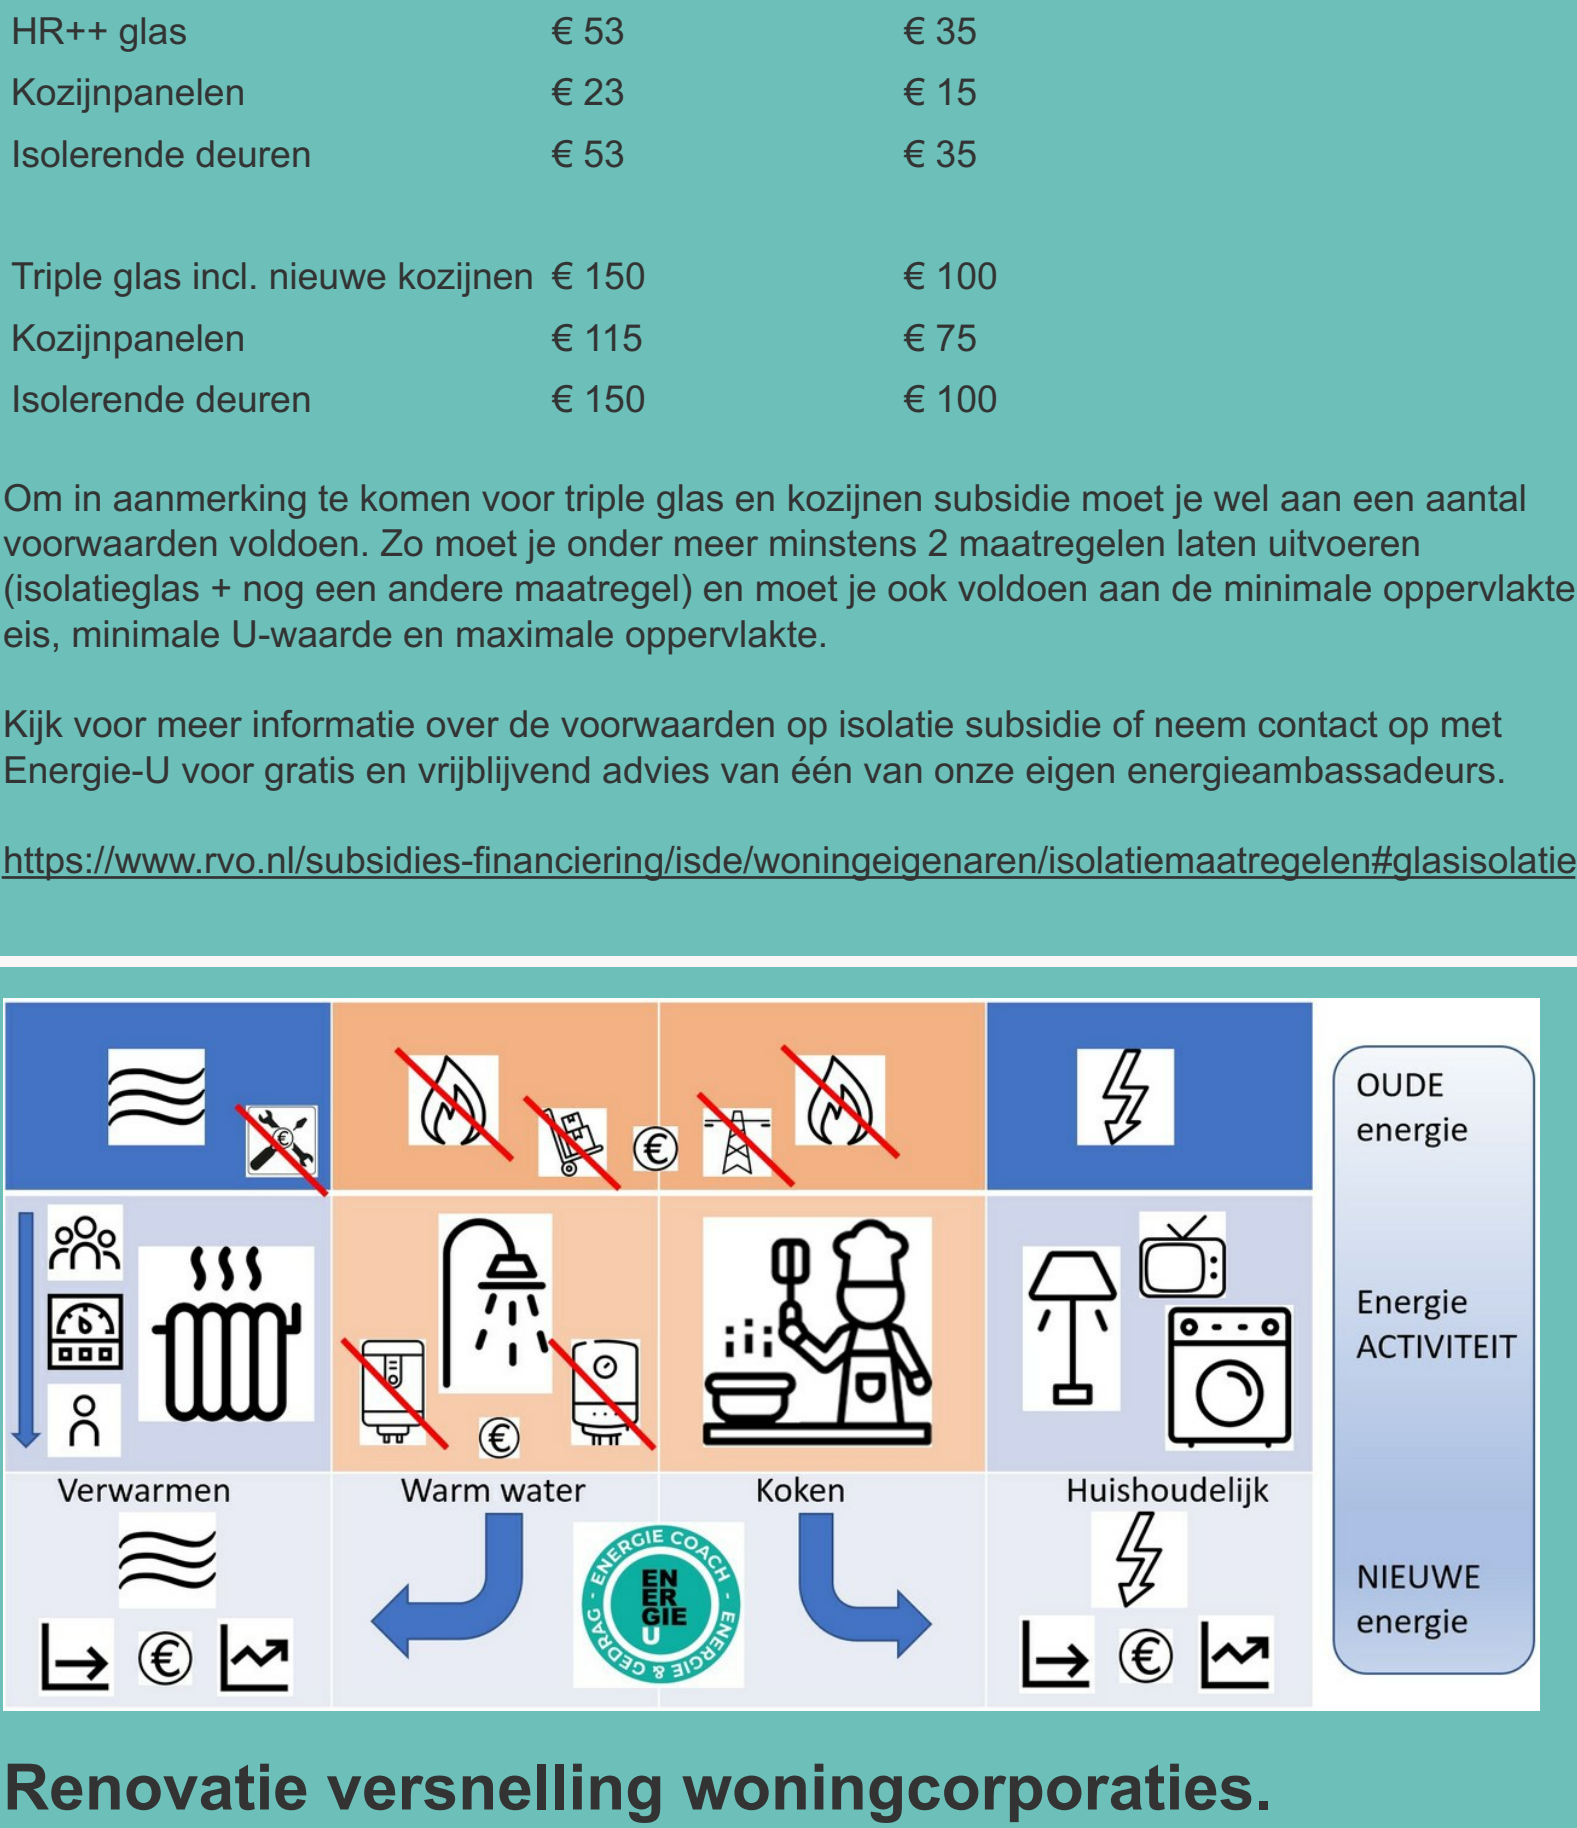 HR++ glas € 53 € 35
Kozijnpanelen € 23 € 15
Isolerende deuren € 53 € 35
Triple glas incl. nieuwe kozijnen € 150 € 100
Kozijnpanelen € 115 € 75
Isolerende deuren € 150 € 100
Om in aanmerking te komen voor triple glas en kozijnen subsidie moet je wel aan een aantal
voorwaarden voldoen. Zo moet je onder meer minstens 2 maatregelen laten uitvoeren
(isolatieglas + nog een andere maatregel) en moet je ook voldoen aan de minimale oppervlakte
eis, minimale U-waarde en maximale oppervlakte.
Kijk voor meer informatie over de voorwaarden op isolatie subsidie of neem contact op met
Energie-U voor gratis en vrijblijvend advies van één van onze eigen energieambassadeurs.
https://www.rvo.nl/subsidies-financiering/isde/woningeigenaren/isolatiemaatregelen#glasisolatie
€
€
OUDE
energie
€
Energie
ACTIVITEIT
Verwarmen Warm water Koken Huishoudelijk
ENERGIE COACH - ENERGIE & GEDRAG -
EN
ER
GIE
U
€
€
NIEUWE
energie
Renovatie versnelling woningcorporaties.